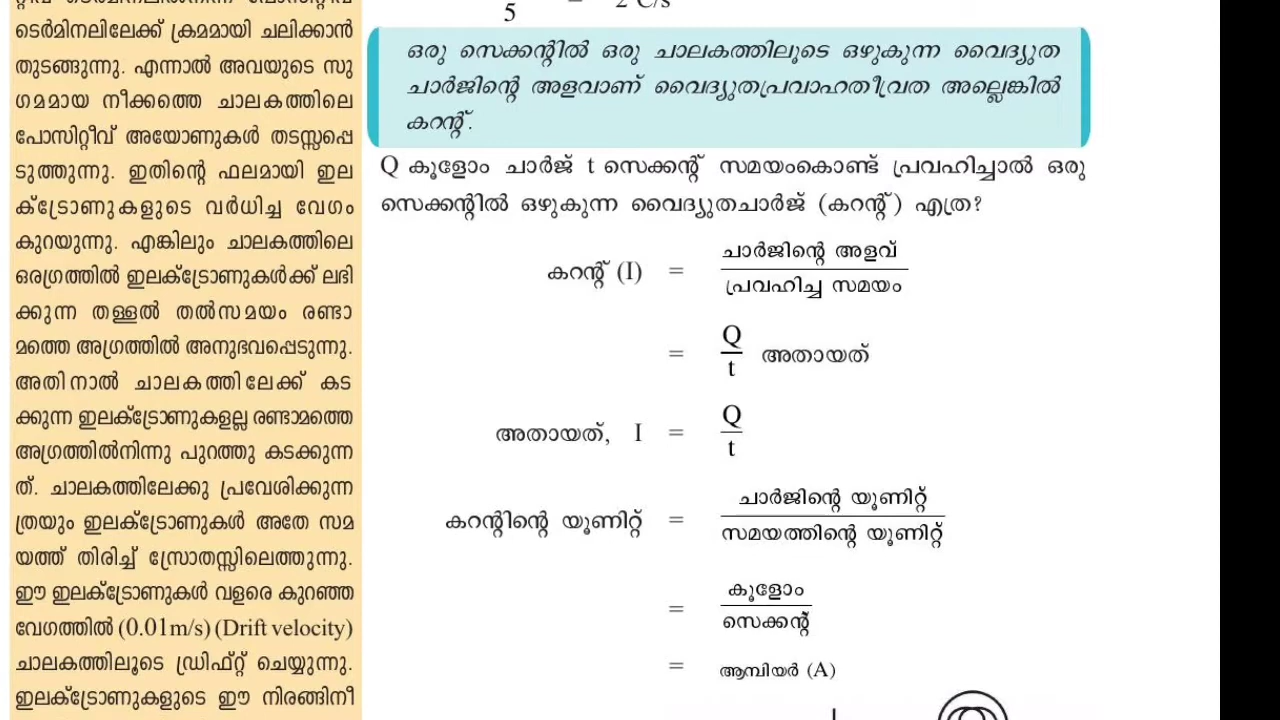 ടെർമിനലിലേക്ക് ക്രമമായി ചലിക്കാൻ
തുടങ്ങുന്നു. എന്നാൽ അവയുടെ സു
ഗമമായ നീക്കത്തെ ചാലകത്തിലെ
പോസിറ്റീവ് അയോണുകൾ തടസ്സപ്പെ
ടുത്തുന്നു. ഇതിന്റെ ഫലമായി ഇല
ക്ട്രോണുകളുടെ വർധിച്ച വേഗം
കുറയുന്നു. എങ്കിലും ചാലകത്തിലെ
ഒരഗ്രത്തിൽ ഇലക്ട്രോണുകൾക്ക് ലഭി
ക്കുന്ന തള്ളൽ തൽസമയം രണ്ടാ
മത്തെ അഗ്രത്തിൽ അനുഭവപ്പെടുന്നു.
അതിനാൽ ചാലകത്തിലേക്ക് കട
ക്കുന്ന ഇലക്ട്രോണുകളല്ല രണ്ടാമത്തെ
അഗ്രത്തിൽനിന്നു പുറത്തു കടക്കുന്ന
ത്. ചാലകത്തിലേക്കു പ്രവേശിക്കുന്ന
ത്രയും ഇലക്ട്രോണുകൾ അതേ സമ
യത്ത് തിരിച്ച് സ്രോതസ്സിലെത്തുന്നു.
ഈ ഇലക്ട്രോണുകൾ വളരെ കുറഞ്ഞ
വേഗത്തിൽ (0.01m/s) (Drift velocity)
ചാലകത്തിലൂടെ ഡ്രിഫ്റ്റ് ചെയ്യുന്നു.
ഇലക്ട്രോണുകളുടെ ഈ നിരങ്ങിനീ
5 = 2 C/s
ഒരു സെക്കന്റിൽ ഒരു ചാലകത്തിലൂടെ ഒഴുകുന്ന വൈദ്യുത
ചാർജിന്റെ അളവാണ് വൈദ്യുതപ്രവാഹതീവ്രത അല്ലെങ്കിൽ
കറന്റ്.
Q കൂളോം ചാർജ് t സെക്കന്റ് സമയംകൊണ്ട് പ്രവഹിച്ചാൽ ഒരു
സെക്കന്റിൽ ഒഴുകുന്ന വൈദ്യുതചാർജ് (കറന്റ്) എത്ര?
ചാർജിന്റെ അളവ്
കറന്റ് (I) =
പ്രവഹിച്ച സമയം
Q
= അതായത്
t
Q
അതായത്, I =
t
ചാർജിന്റെ യൂണിറ്റ്
കറന്റിന്റെ യൂണിറ്റ് =
സമയത്തിന്റെ യൂണിറ്റ്
കൂളോം
=
സെക്കന്റ്
= ആമ്പിയർ (A)